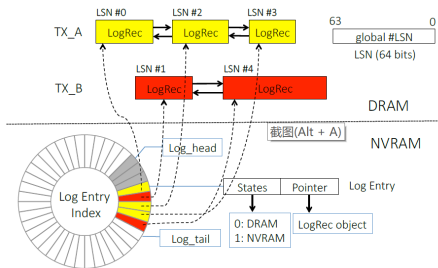 LSN #0
LSN #2
LSN #3
63
0
TX_A
LogRec
LogRec
LogRec
global #LSN
LSN (64 bits)
LSN #1
LSN #4
TX_B
LogRec
LogRec
DRAM
截图(Alt + A)
NVRAM
Log_head
States
Pointer
Log Entry
Log Entry
Index
0: DRAM
1: NVRAM
LogRec object
Log_tail